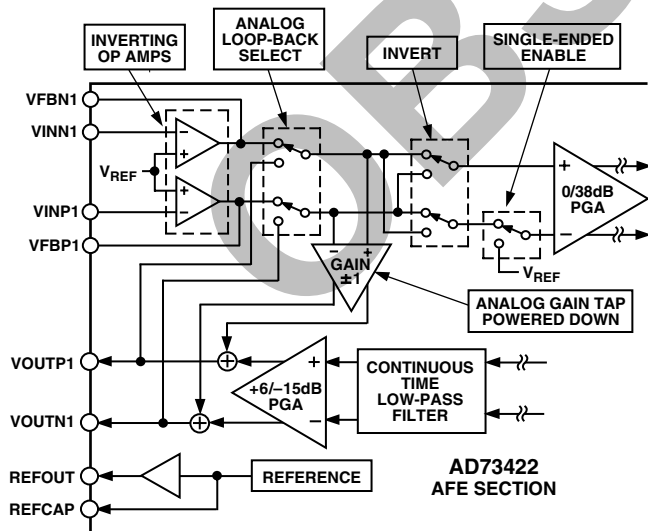 OBS
ANALOG
LOOP-BACK
SELECT
INVERTING
OP AMPS
INVERT
SINGLE-ENDED
ENABLE
VFBN1
VINN1
VREF
VINP1
VFBP1
0/38dB
PGA
VREF
GAIN
±1
ANALOG GAIN TAP
POWERED DOWN
VOUTP1
+6/–15dB
PGA
CONTINUOUS
TIME
LOW-PASS
FILTER
VOUTN1
REFOUT
REFERENCE
REFCAP
AD73422
AFE SECTION